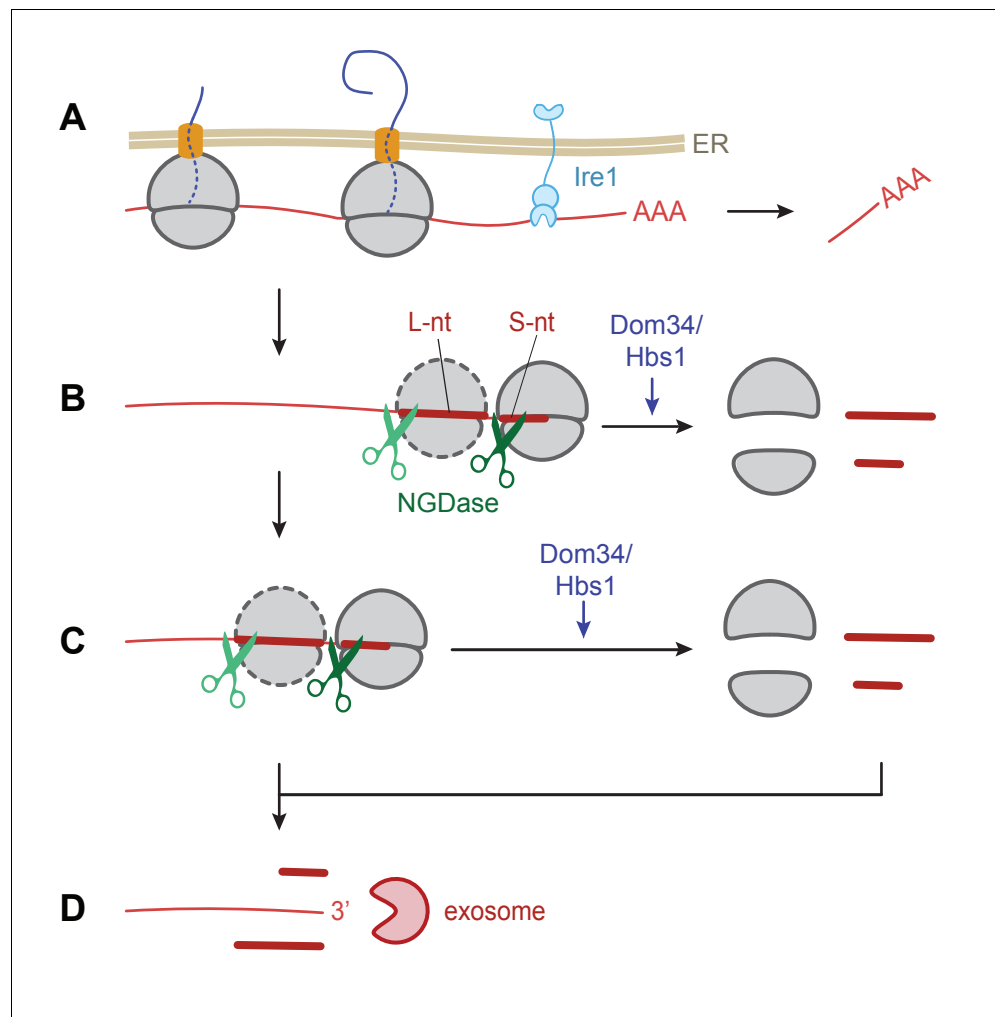 A
ER
Ire1
AAA
AAA
L-nt
S-nt
Dom34/
Hbs1
B
NGDase
Dom34/
Hbs1
C
D
3'
exosome